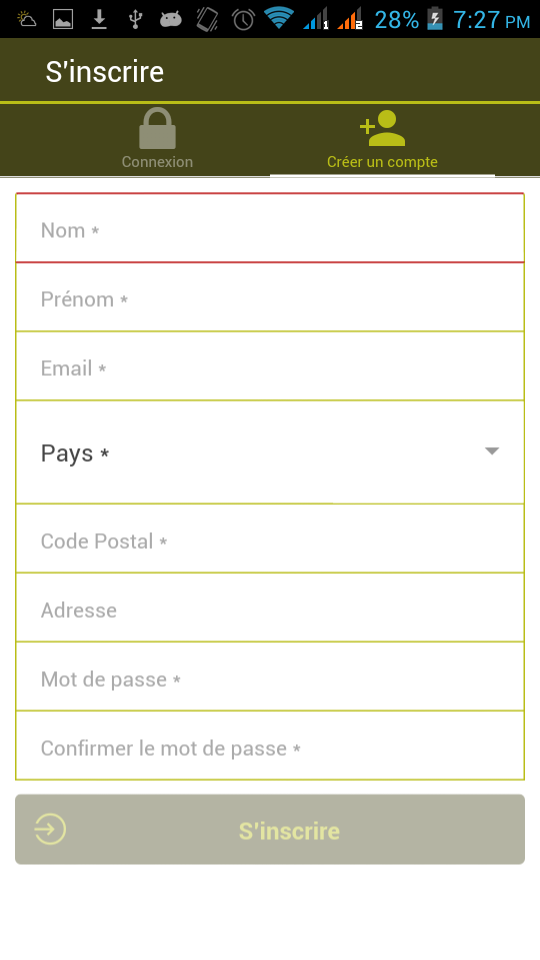 28% 7:27 PM
S'inscrire
Connexion
Créer un compte
Nom *
Prénom *
Email *
Pays *
Code Postal *
Adresse
Mot de passe *
Confirmer le mot de passe *
S'inscrire